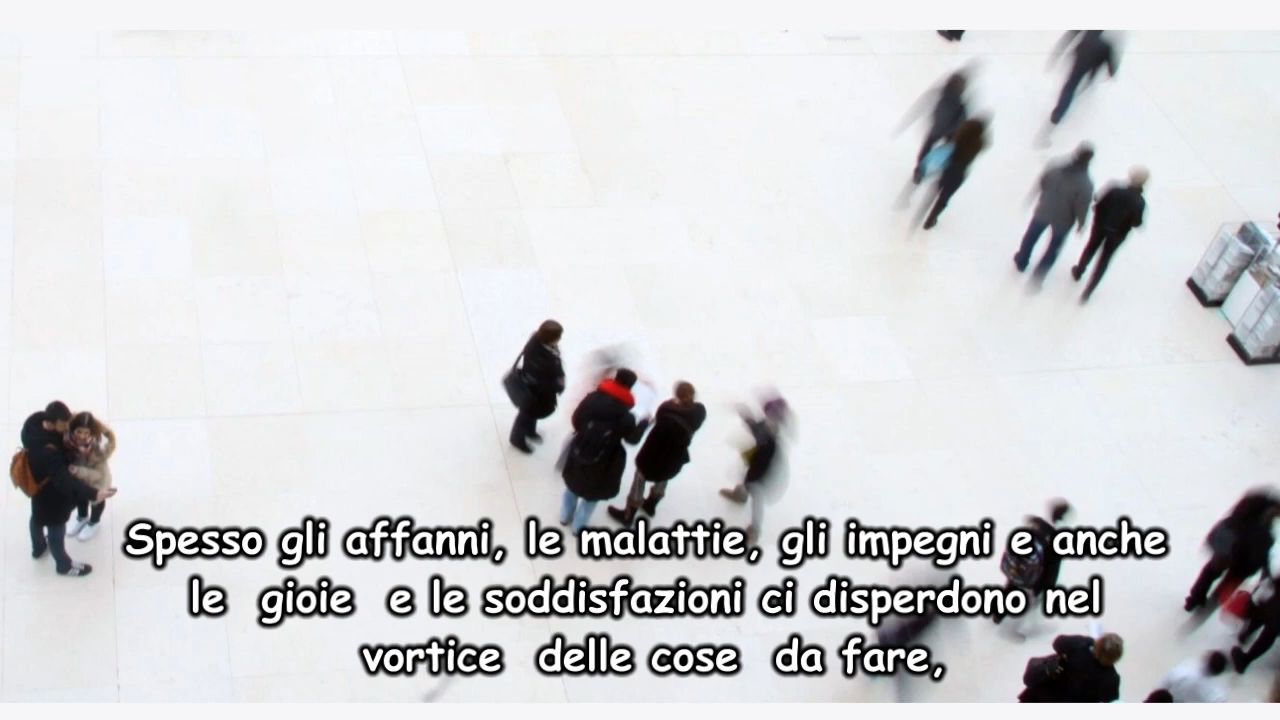 Spesso gli affanni, le malattie, gli impegni e anche
le gioie e le soddisfazioni ci disperdono nel
vortice delle cose da fare,